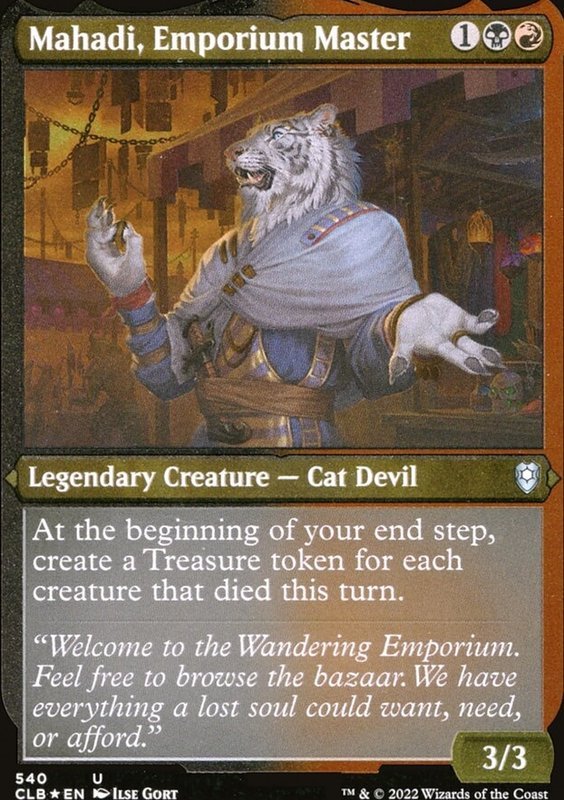 Mahadi, Emporium Master 1
Legendary Creature — Cat Devil
At the beginning of your end step,
create a Treasure token for each
creature that died this turn.
“Welcome to the Wandering Emporium.
Feel free to browse the bazaar. We have
everything a lost soul could want, need,
or afford.”
3/3
540 U
CLB★EN Ilse Gort
™ & © 2022 Wizards of the Coast